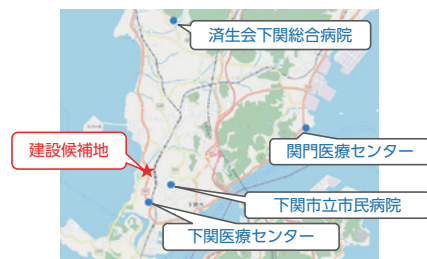 済生会下関総合病院
建設候補地
関門医療センター
下関市立市民病院
下関医療センター